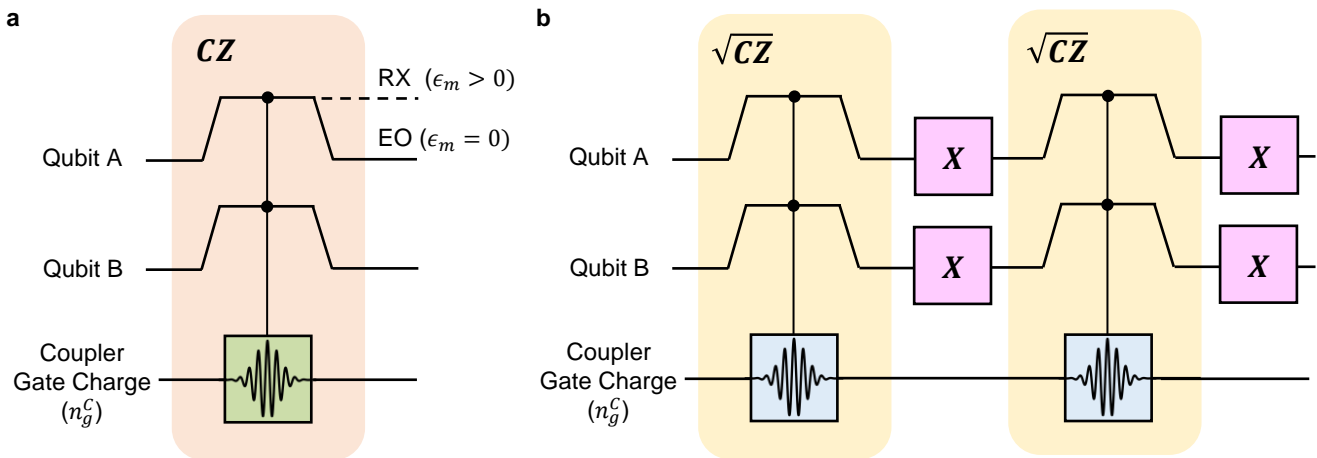 a
CZ
RX (ϵ_m > 0)
EO (ϵ_m = 0)
Qubit A
Qubit B
Coupler
Gate Charge
(n_g^C)
b
√CZ
√CZ
Qubit A
X
X
Qubit B
X
X
Coupler
Gate Charge
(n_g^C)